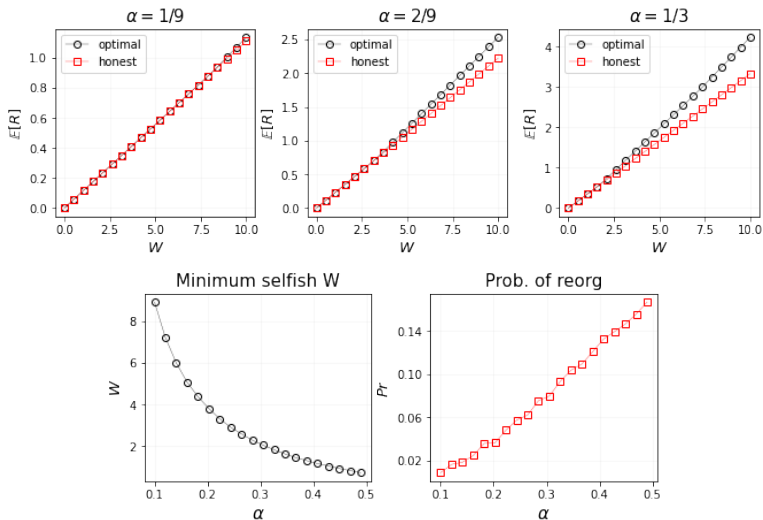 α = 1/9
α = 2/9
α = 1/3
optimal
honest
optimal
honest
optimal
honest
𝔼[R]
1.0
0.8
0.6
0.4
0.2
0.0
0.0
2.5
5.0
7.5
10.0
W
𝔼[R]
2.5
2.0
1.5
1.0
0.5
0.0
0.0
2.5
5.0
7.5
10.0
W
𝔼[R]
4
3
2
1
0
0.0
2.5
5.0
7.5
10.0
W
Minimum selfish W
W
8
6
4
2
0.1
0.2
0.3
0.4
0.5
α
Prob. of reorg
Pr
0.14
0.10
0.06
0.02
0.1
0.2
0.3
0.4
0.5
α